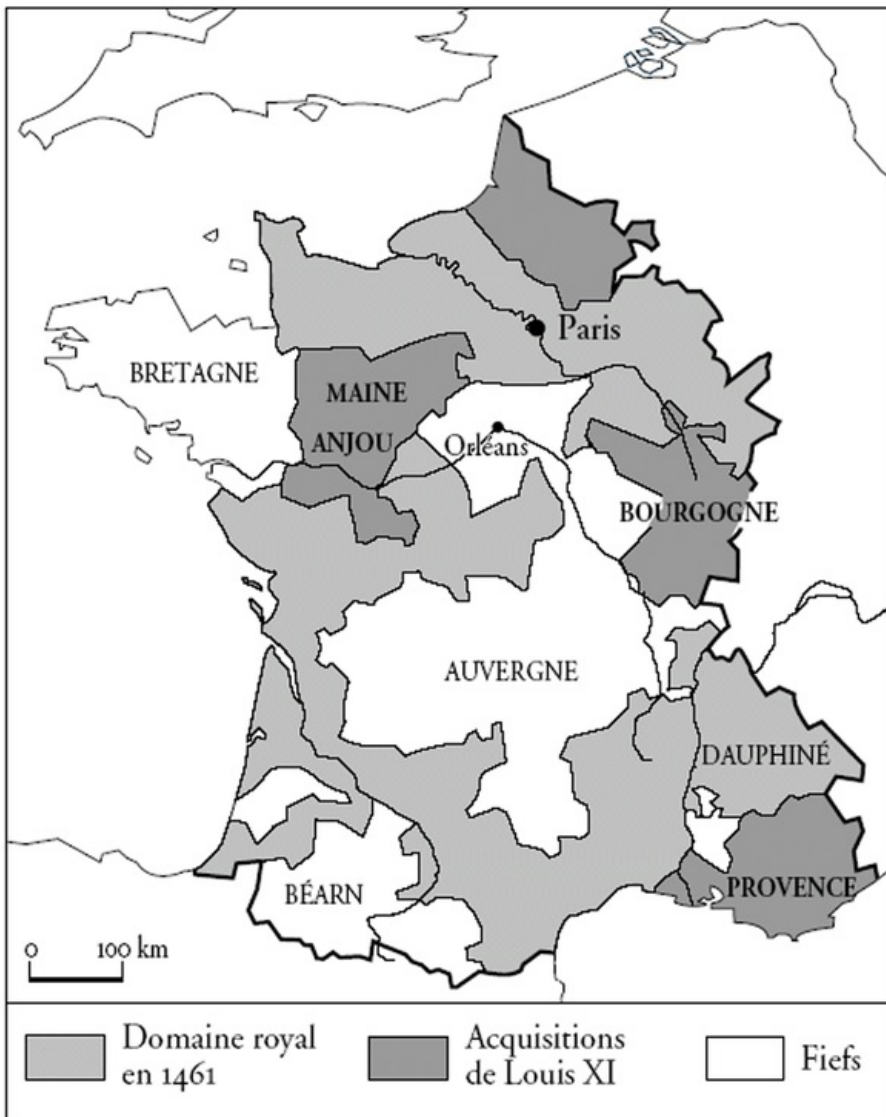 Paris
BRETAGNE
MAINE
ANJOU
Orléans
BOURGOGNE
AUVERGNE
DAUPHINÉ
BÉARN
PROVENCE
0 100 km
Domaine royal
en 1461
Acquisitions
de Louis XI
Fiefs